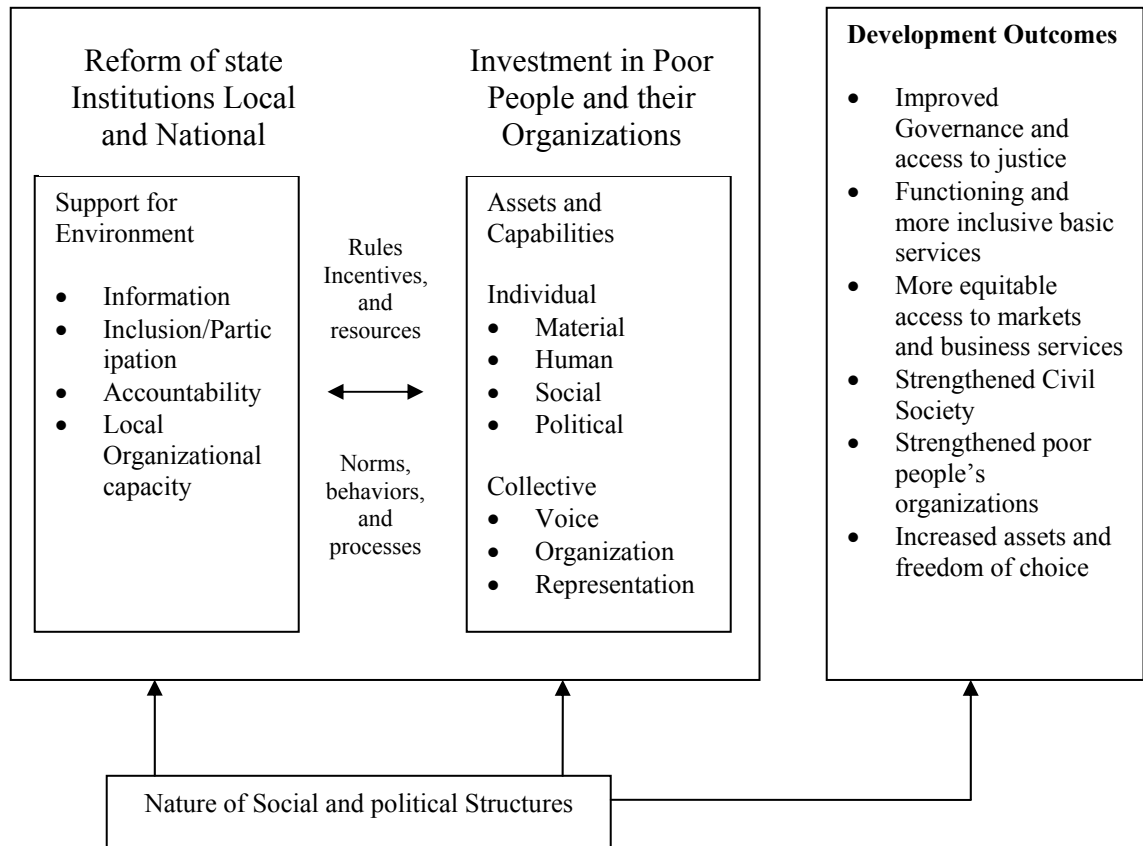 Reform of state
Institutions Local
and National
Support for
Environment
• Information
• Inclusion/Partic
ipation
• Accountability
• Local
Organizational
capacity
Rules
Incentives,
and
resources
Norms,
behaviors,
and
processes
Investment in Poor
People and their
Organizations
Assets and
Capabilities
Individual
• Material
• Human
• Social
• Political
Collective
• Voice
• Organization
• Representation
Development Outcomes
• Improved
Governance and
access to justice
• Functioning and
more inclusive basic
services
• More equitable
access to markets
and business services
• Strengthened Civil
Society
• Strengthened poor
people’s
organizations
• Increased assets and
freedom of choice
Nature of Social and political Structures